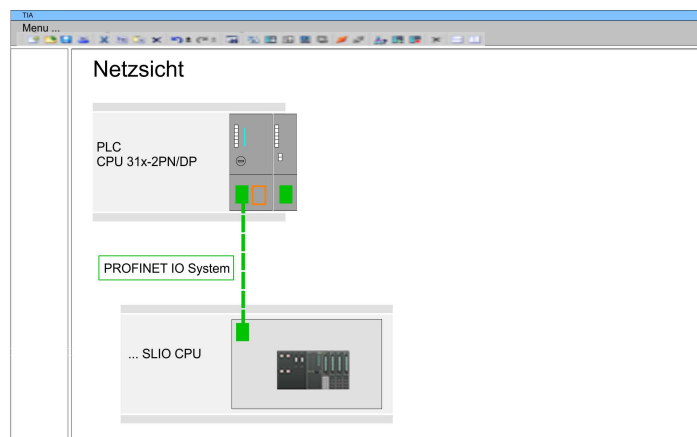 TIA
Menu ...
Netzsicht
PLC
CPU 31x-2PN/DP
PROFINET IO System
... SLIO CPU